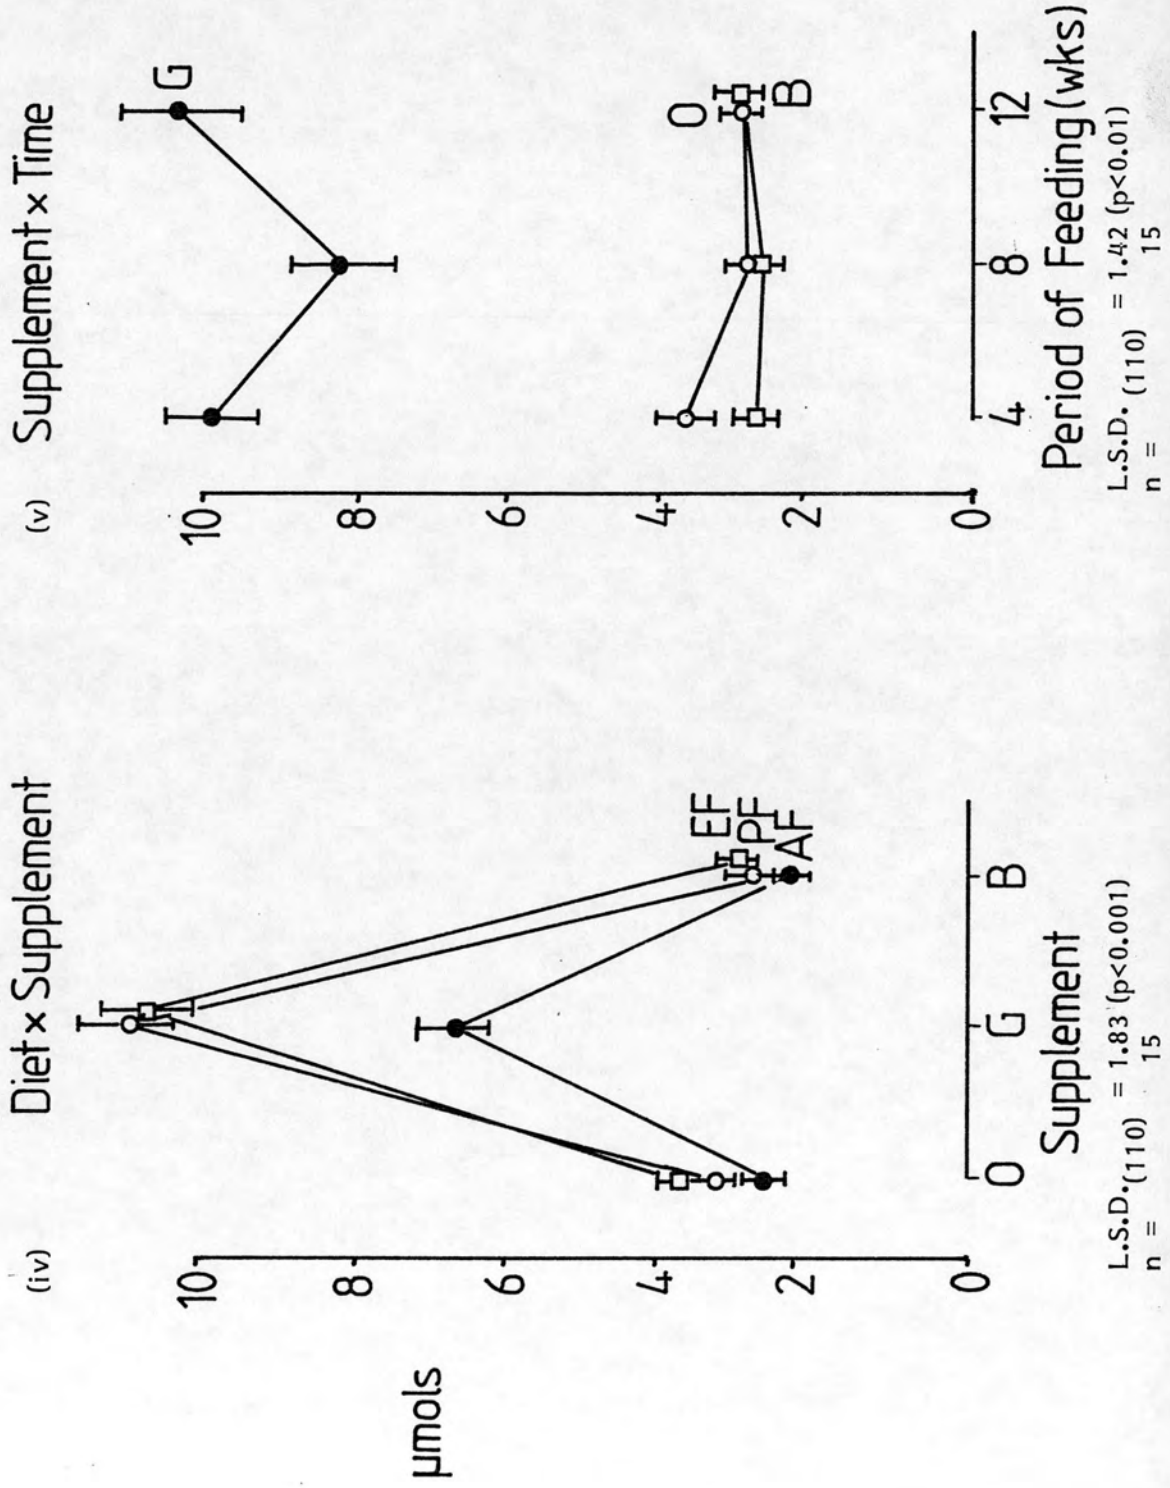 (iv) Diet × Supplement
μmols
10
8
6
4
2
0
O G B
EF
PF
AF
Supplement
L.S.D.(110) = 1.83 (p<0.001)
n = 15
(v) Supplement × Time
10
8
6
4
2
0
G
O
B
4 8 12
Period of Feeding (wks)
L.S.D. (110) = 1.42 (p<0.01)
n = 15